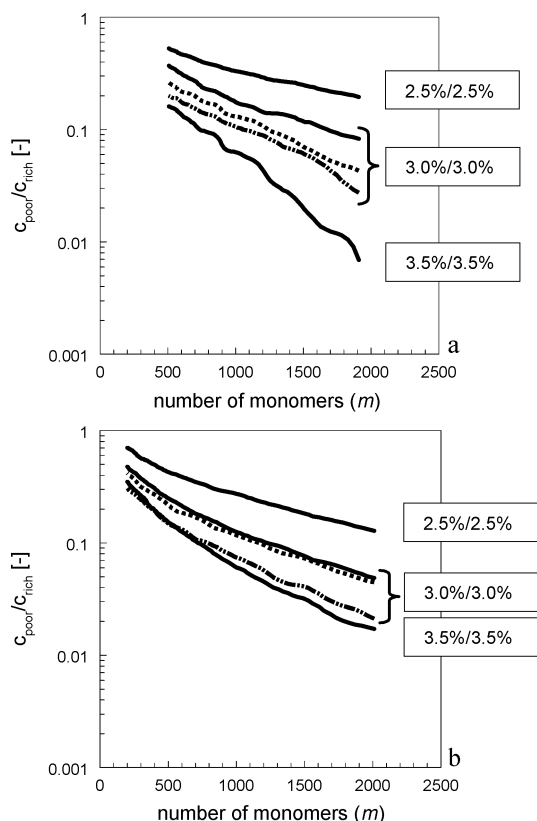 1
0.1
0.01
0.001
c_poor/c_rich [-]
0 500 1000 1500 2000 2500
number of monomers (m)
2.5%/2.5%
3.0%/3.0%
3.5%/3.5%
a
1
0.1
0.01
0.001
c_poor/c_rich [-]
0 500 1000 1500 2000 2500
number of monomers (m)
2.5%/2.5%
3.0%/3.0%
3.5%/3.5%
b